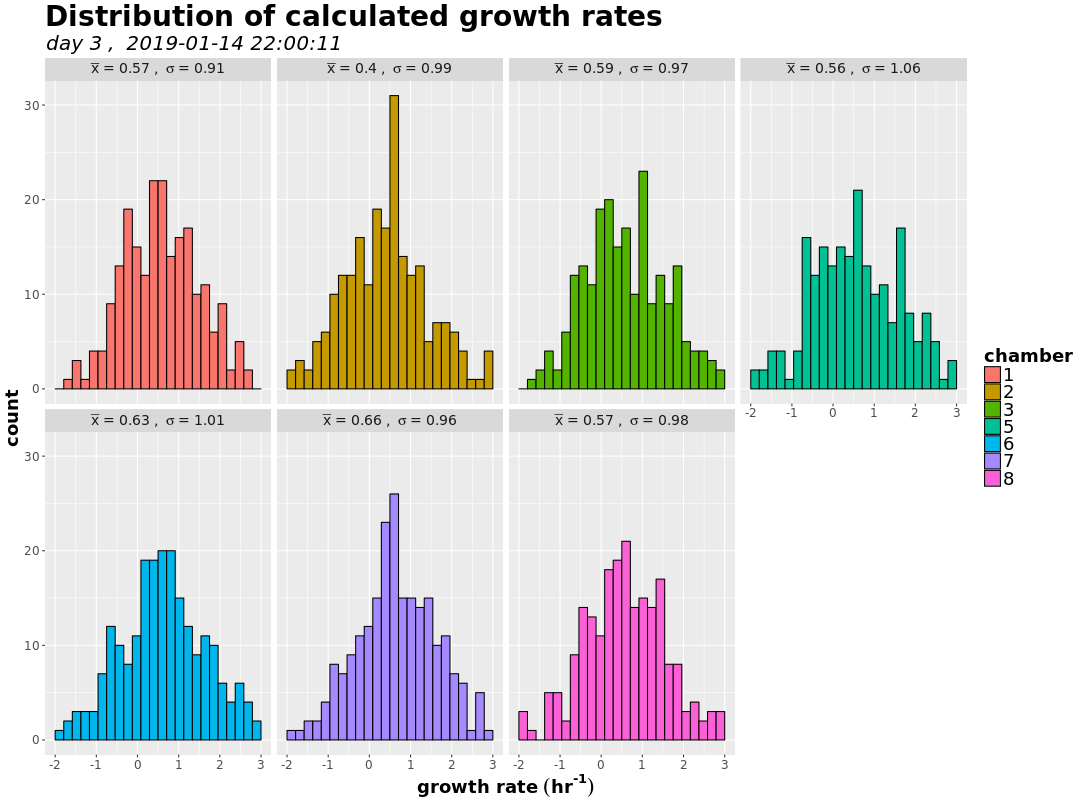 Distribution of calculated growth rates
day 3 ,  2019-01-14 22:00:11
x̅ = 0.57 ,  σ = 0.91
x̅ = 0.4 ,  σ = 0.99
x̅ = 0.59 ,  σ = 0.97
x̅ = 0.56 ,  σ = 1.06
30
20
10
0
-2 -1 0 1 2 3
x̅ = 0.63 ,  σ = 1.01
x̅ = 0.66 ,  σ = 0.96
x̅ = 0.57 ,  σ = 0.98
30
20
10
0
-2 -1 0 1 2 3
-2 -1 0 1 2 3
-2 -1 0 1 2 3
count
growth rate (hr⁻¹)
chamber
1
2
3
5
6
7
8